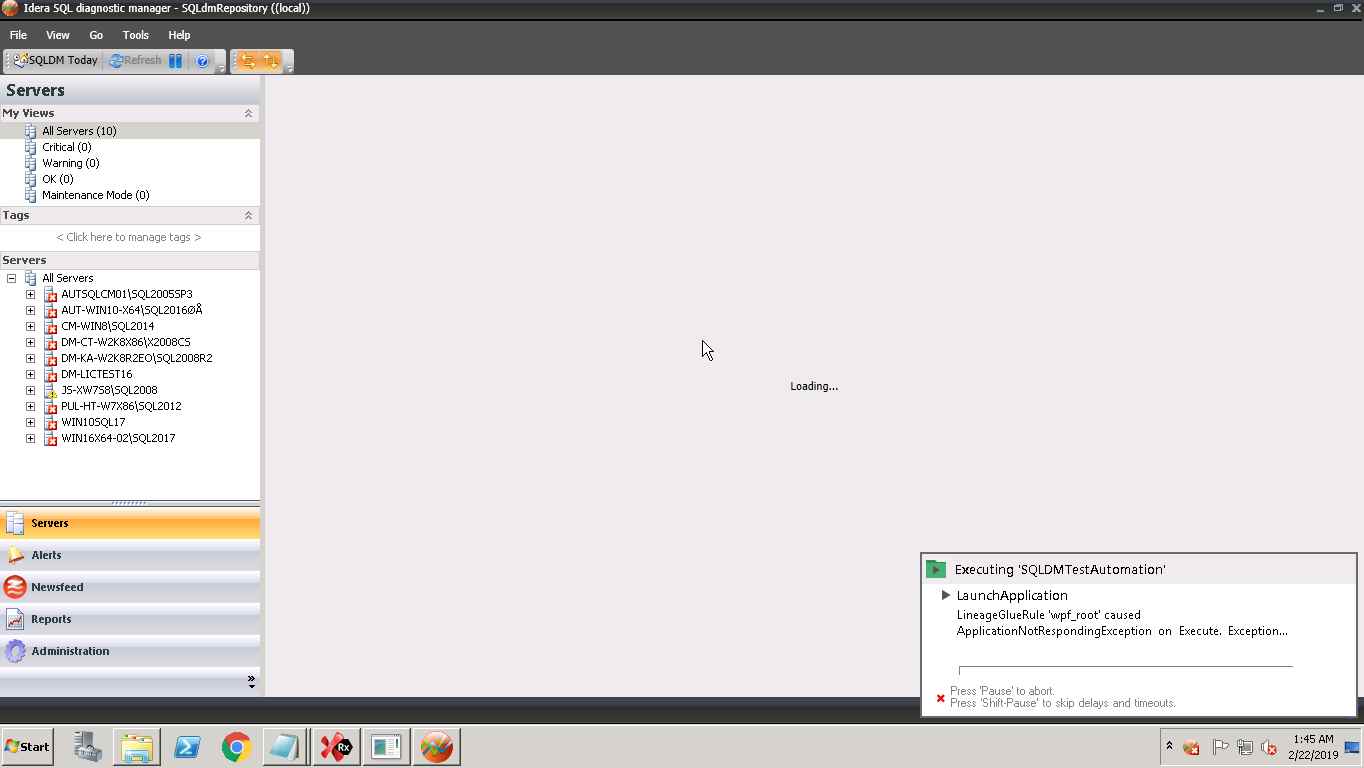 Idera SQL diagnostic manager - SQLdmRepository ((local))
File View Go Tools Help
SQLDM Today Refresh
Servers
My Views
All Servers (10)
Critical (0)
Warning (0)
OK (0)
Maintenance Mode (0)
Tags
< Click here to manage tags >
Servers
All Servers
AUTSQLCM01\SQL2005SP3
AUT-WIN10-X64\SQL2016ØÅ
CM-WIN8\SQL2014
DM-CT-W2K8X86\X2008CS
DM-KA-W2K8R2EO\SQL2008R2
DM-LICTEST16
JS-XW7S8\SQL2008
PUL-HT-W7X86\SQL2012
WIN10SQL17
WIN16X64-02\SQL2017
Loading...
Servers
Alerts
Newsfeed
Reports
Administration
Executing 'SQLDMTestAutomation'
LaunchApplication
LineageGlueRule 'wpf_root' caused
ApplicationNotRespondingException on Execute. Exception...
Press 'Pause' to abort.
Press 'Shift-Pause' to skip delays and timeouts.
Start
Rx
1:45 AM
2/22/2019